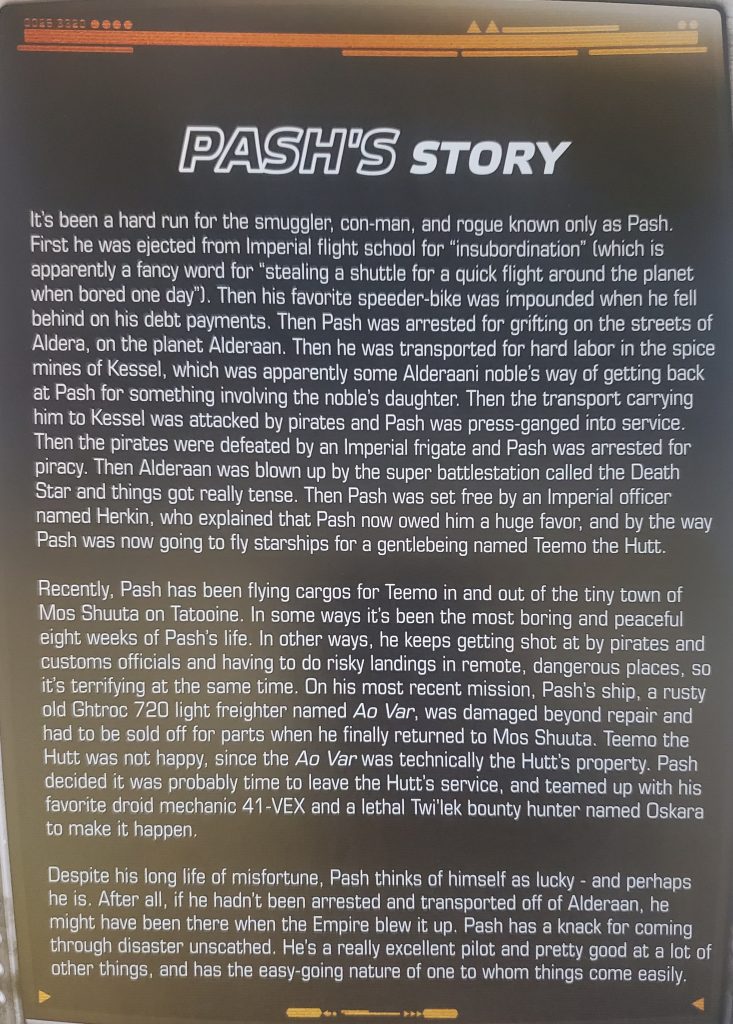 0025 3320
PASH'S STORY
It's been a hard run for the smuggler, con-man, and rogue known only as Pash.
First he was ejected from Imperial flight school for “insubordination” (which is
apparently a fancy word for “stealing a shuttle for a quick flight around the planet
when bored one day”). Then his favorite speeder-bike was impounded when he fell
behind on his debt payments. Then Pash was arrested for grifting on the streets of
Aldera, on the planet Alderaan. Then he was transported for hard labor in the spice
mines of Kessel, which was apparently some Alderaani noble's way of getting back
at Pash for something involving the noble's daughter. Then the transport carrying
him to Kessel was attacked by pirates and Pash was press-ganged into service.
Then the pirates were defeated by an Imperial frigate and Pash was arrested for
piracy. Then Alderaan was blown up by the super battlestation called the Death
Star and things got really tense. Then Pash was set free by an Imperial officer
named Herkin, who explained that Pash now owed him a huge favor, and by the way
Pash was now going to fly starships for a gentlebeing named Teemo the Hutt.
Recently, Pash has been flying cargos for Teemo in and out of the tiny town of
Mos Shuuta on Tatooine. In some ways it's been the most boring and peaceful
eight weeks of Pash's life. In other ways, he keeps getting shot at by pirates and
customs officials and having to do risky landings in remote, dangerous places, so
it's terrifying at the same time. On his most recent mission, Pash's ship, a rusty
old Ghtroc 720 light freighter named Ao Var, was damaged beyond repair and
had to be sold off for parts when he finally returned to Mos Shuuta. Teemo the
Hutt was not happy, since the Ao Var was technically the Hutt's property. Pash
decided it was probably time to leave the Hutt's service, and teamed up with his
favorite droid mechanic 41-VEX and a lethal Twi'lek bounty hunter named Oskara
to make it happen.
Despite his long life of misfortune, Pash thinks of himself as lucky - and perhaps
he is. After all, if he hadn't been arrested and transported off of Alderaan, he
might have been there when the Empire blew it up. Pash has a knack for coming
through disaster unscathed. He's a really excellent pilot and pretty good at a lot of
other things, and has the easy-going nature of one to whom things come easily.